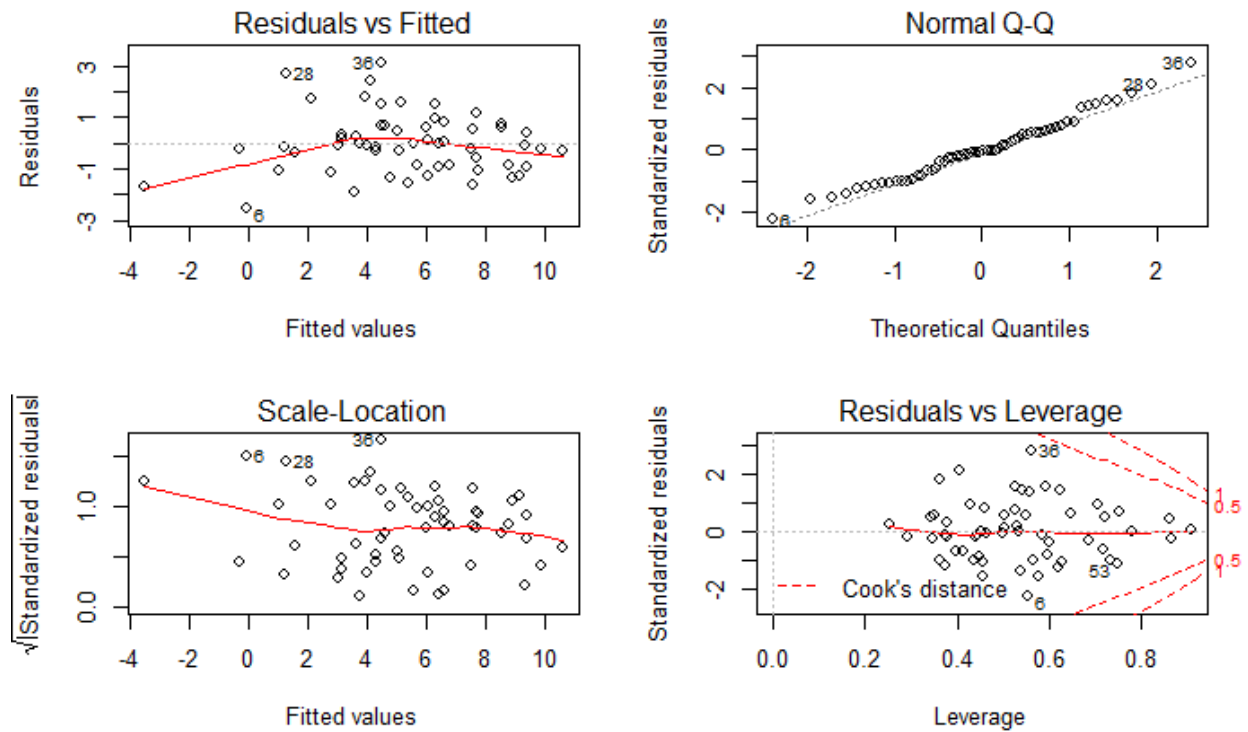 Residuals vs Fitted
Residuals
3
1
-1
-3
28
36
6
-4 -2 0 2 4 6 8 10
Fitted values
Normal Q-Q
Standardized residuals
2
0
-2
36
28
6
-2 -1 0 1 2
Theoretical Quantiles
Scale-Location
√|Standardized residuals|
1.0
0.0
6
28
36
-4 -2 0 2 4 6 8 10
Fitted values
Residuals vs Leverage
Standardized residuals
2
0
-2
36
53
6
1
0.5
0.5
1
Cook's distance
0.0 0.2 0.4 0.6 0.8
Leverage